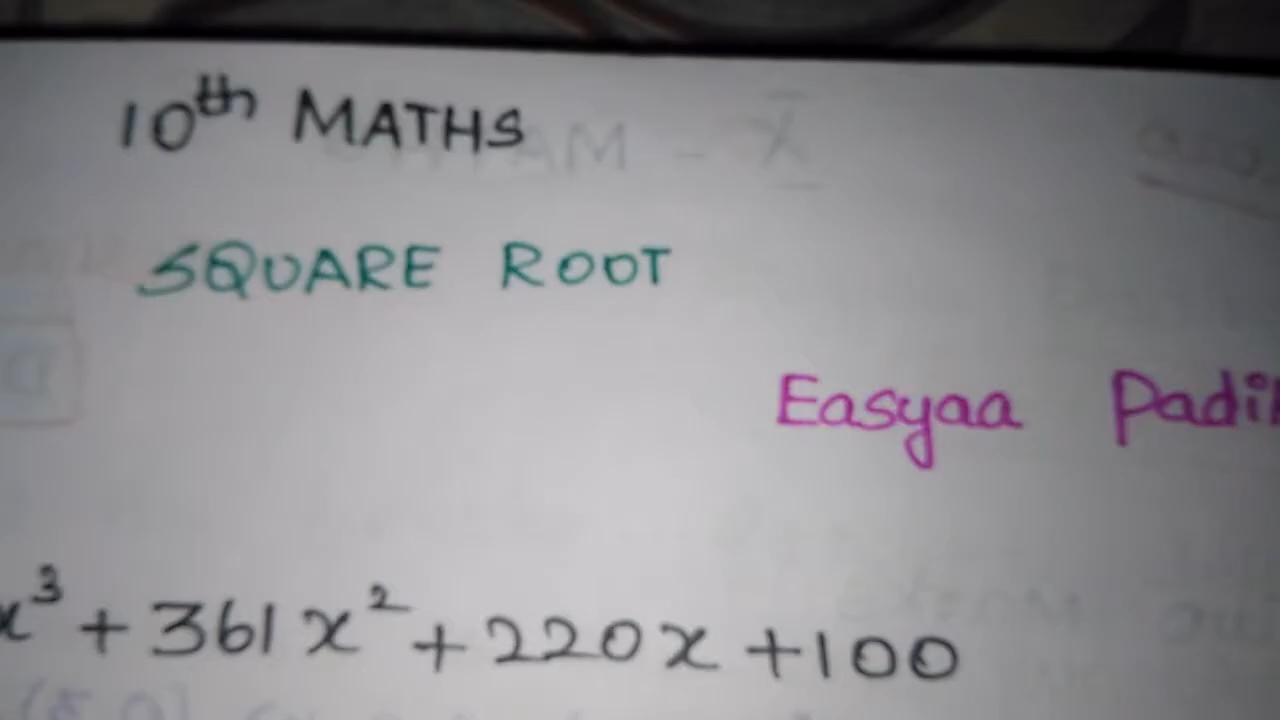 10th MATHS
SQUARE ROOT
Easyaa
x³ + 361x² + 220x + 100